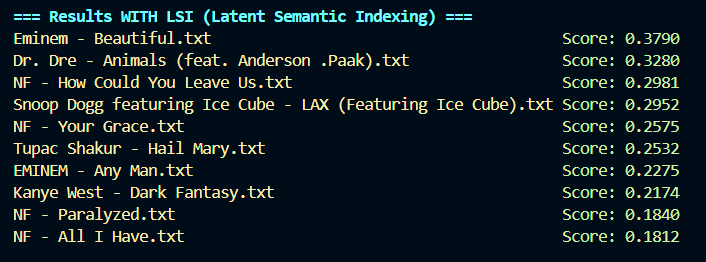 === Results WITH LSI (Latent Semantic Indexing) ===
Eminem - Beautiful.txt Score: 0.3790
Dr. Dre - Animals (feat. Anderson .Paak).txt Score: 0.3280
NF - How Could You Leave Us.txt Score: 0.2981
Snoop Dogg featuring Ice Cube - LAX (Featuring Ice Cube).txt Score: 0.2952
NF - Your Grace.txt Score: 0.2575
Tupac Shakur - Hail Mary.txt Score: 0.2532
EMINEM - Any Man.txt Score: 0.2275
Kanye West - Dark Fantasy.txt Score: 0.2174
NF - Paralyzed.txt Score: 0.1840
NF - All I Have.txt Score: 0.1812